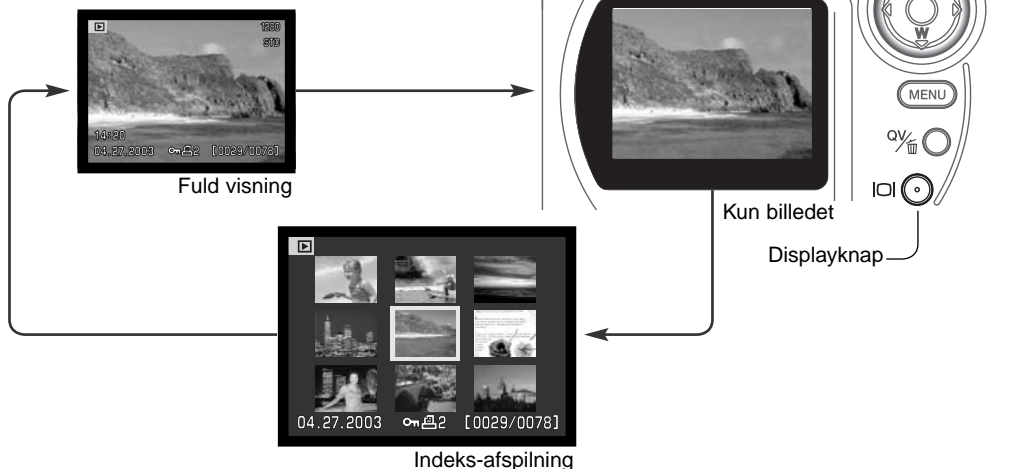 1280
STD
14:20
04.27.2003 2 [0029/0078]
Fuld visning
W
MENU
QV/
Kun billedet
Displayknap
04.27.2003 2 [0029/0078]
Indeks-afspilning